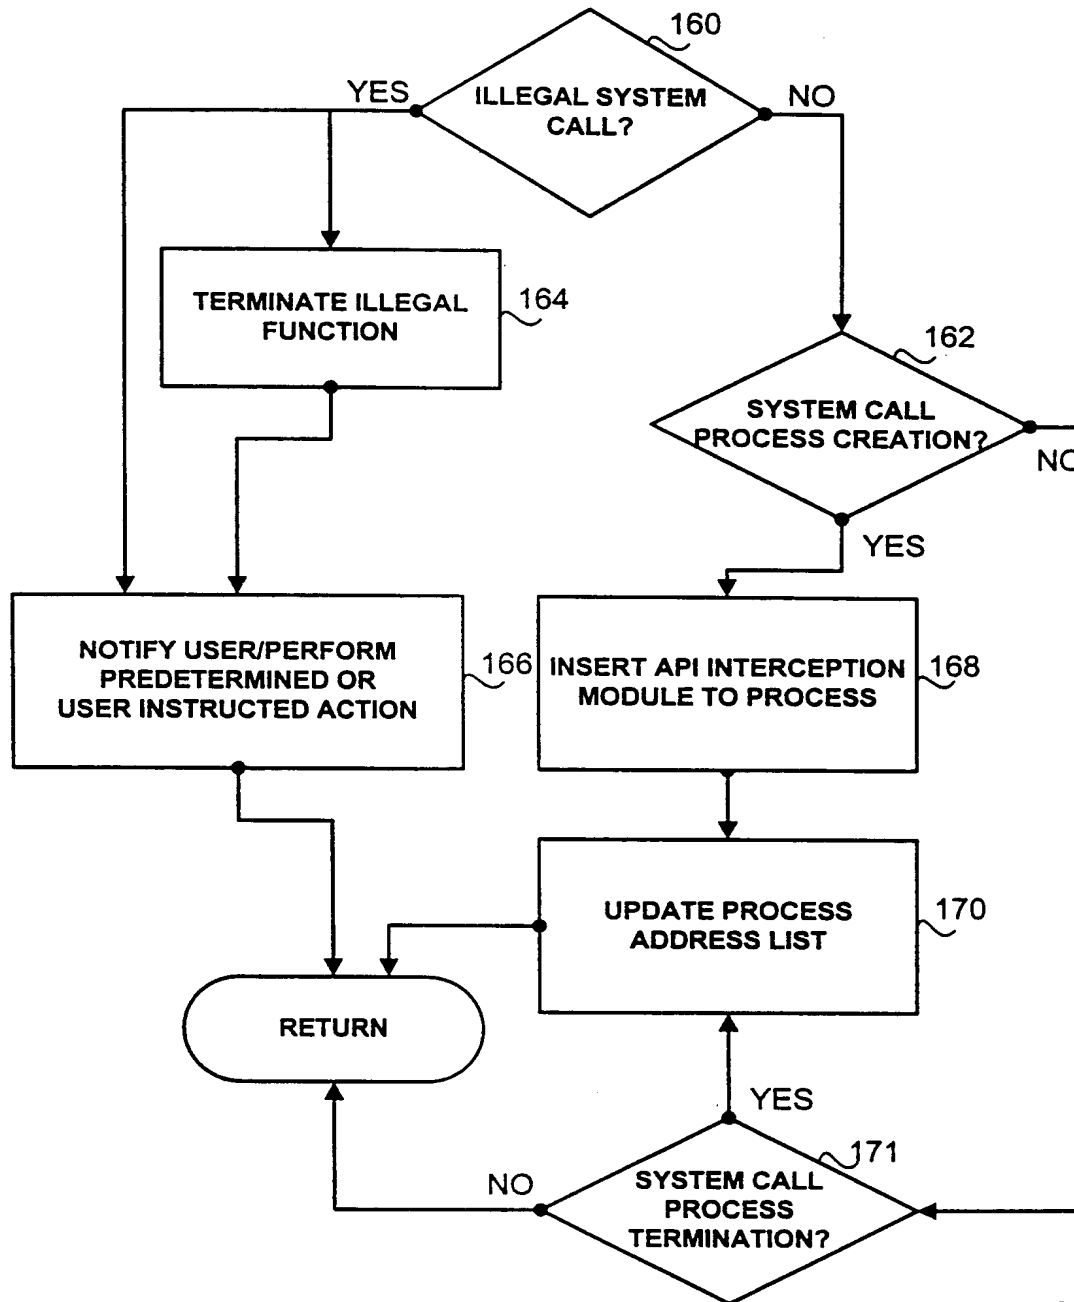 160
ILLEGAL SYSTEM
CALL?
YES
NO
TERMINATE ILLEGAL
FUNCTION
164
162
SYSTEM CALL
PROCESS CREATION?
NO
YES
NOTIFY USER/PERFORM
PREDETERMINED OR
USER INSTRUCTED ACTION
166
INSERT API INTERCEPTION
MODULE TO PROCESS
168
UPDATE PROCESS
ADDRESS LIST
170
RETURN
YES
171
NO
SYSTEM CALL
PROCESS
TERMINATION?